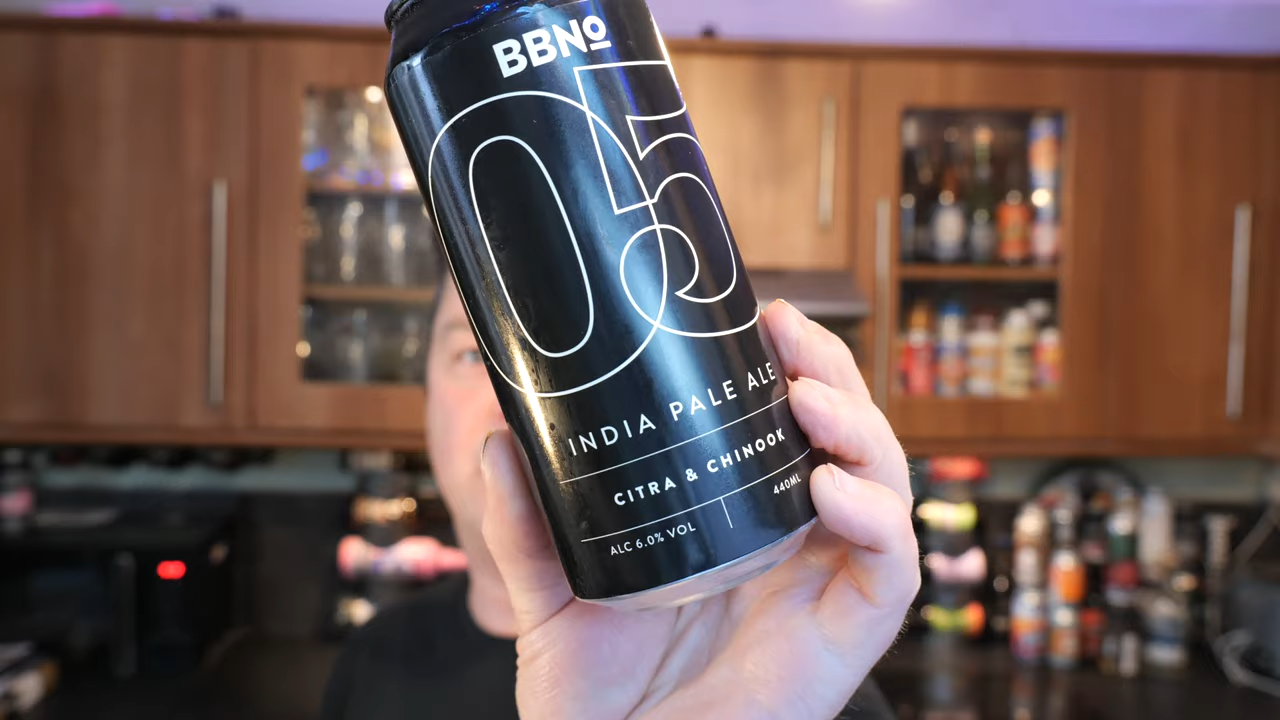 BBNº
05
INDIA PALE ALE
CITRA & CHINOOK
ALC 6.0% VOL
440ML